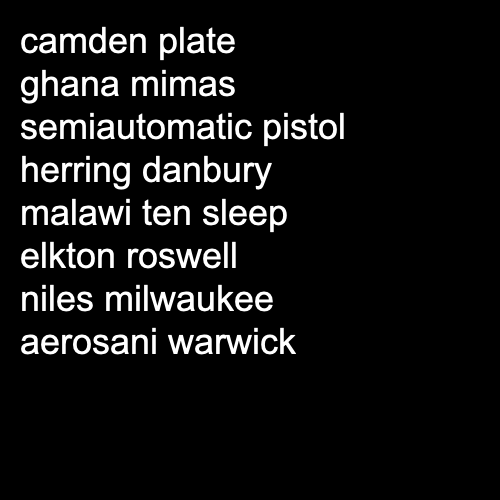 camden plate
ghana mimas
semiautomatic pistol
herring danbury
malawi ten sleep
elkton roswell
niles milwaukee
aerosani warwick